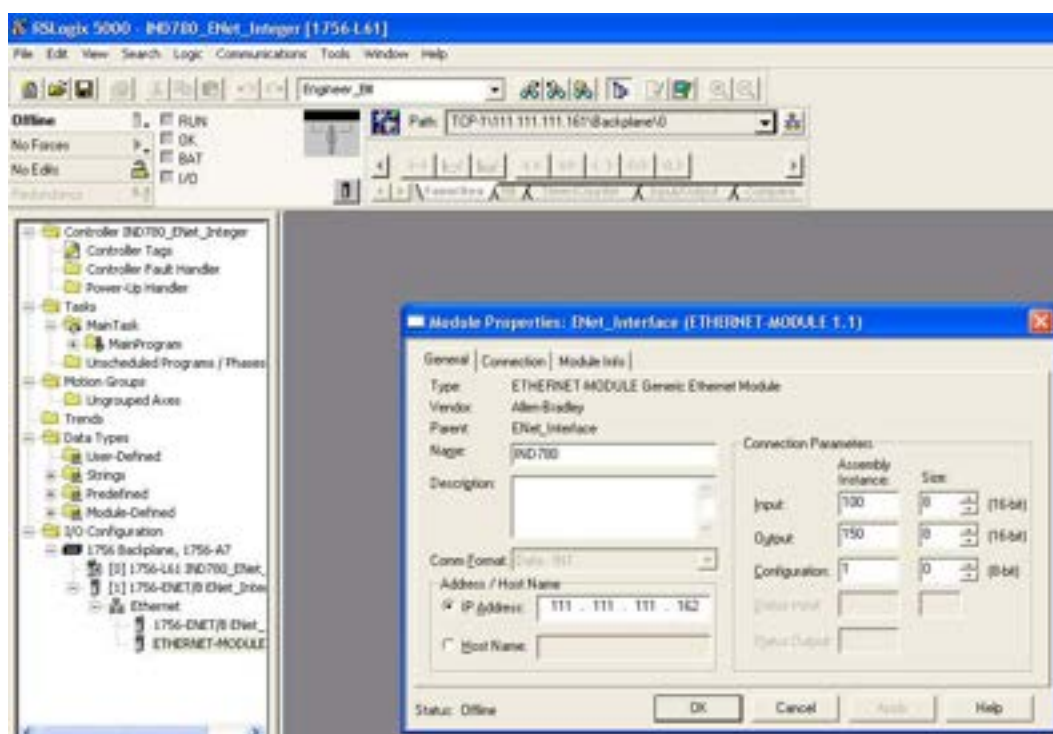 RSLogix 5000 - IND780_ENet_Integer [1756-L61]
File Edit View Search Logic Communications Tools Window Help
Offline
RUN
Path: TCP-1\111.111.111.161\Backplane\0
No Forces
OK
BAT
No Edits
I/O
Redundancy
Favorites
Controller IND780_ENet_Integer
Controller Tags
Controller Fault Handler
Power-Up Handler
Tasks
MainTask
MainProgram
Unscheduled Programs / Phases
Motion Groups
Ungrouped Axes
Trends
Data Types
User-Defined
Strings
Predefined
Module-Defined
I/O Configuration
1756 Backplane, 1756-A7
[0] 1756-L61 IND780_ENet_
[1] 1756-ENET/B ENet_Inte
Ethernet
1756-ENET/B ENet_
ETHERNET-MODULE
Module Properties: ENet_Interface (ETHERNET-MODULE 1.1)
General Connection Module Info
Type: ETHERNET-MODULE Generic Ethernet Module
Vendor: Allen-Bradley
Parent: ENet_Interface
Name: IND780
Description:
Comm Format: Data - INT
Address / Host Name
IP Address: 111 . 111 . 111 . 162
Host Name:
Connection Parameters
Assembly
Instance: Size:
Input: 100 8 (16-bit)
Output: 150 8 (16-bit)
Configuration: 1 0 (8-bit)
Status Input:
Status Output:
Status: Offline
OK Cancel Apply Help